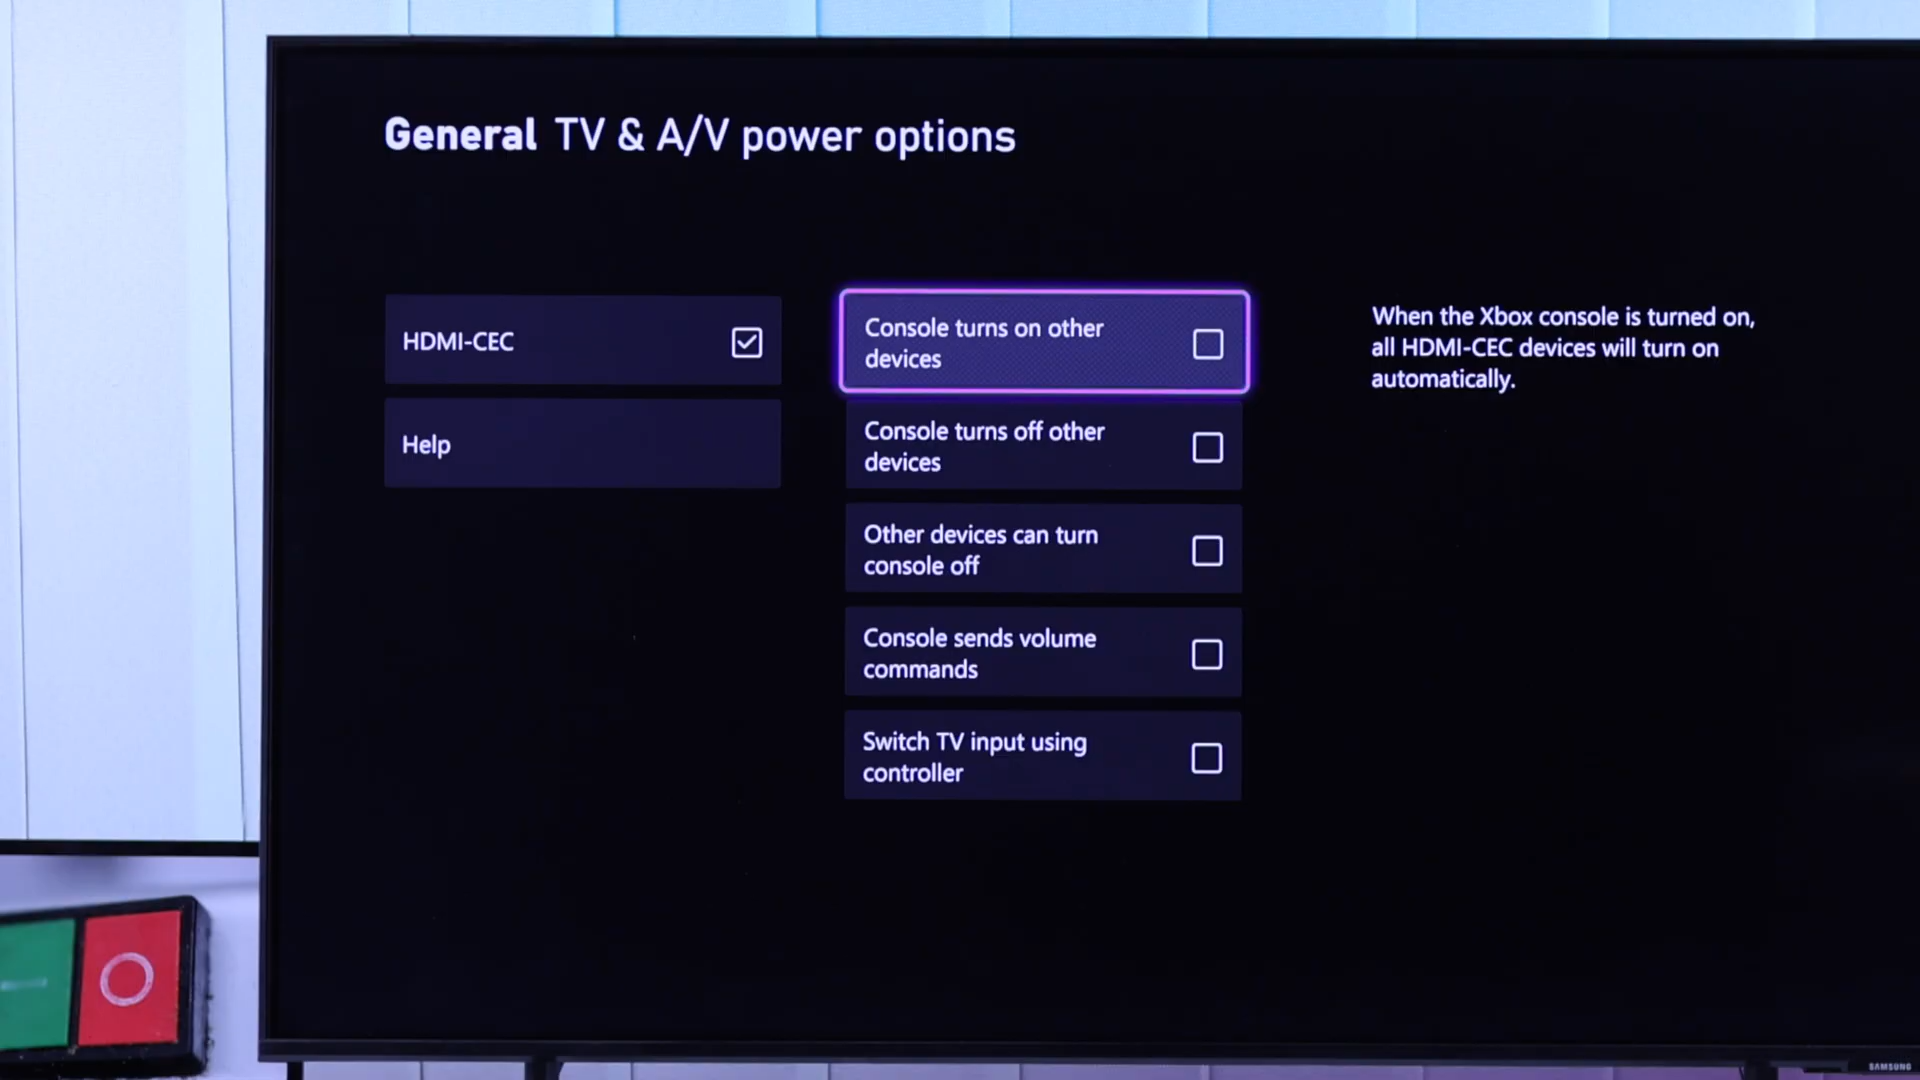 General TV & A/V power options
HDMI-CEC
Help
Console turns on other
devices
Console turns off other
devices
Other devices can turn
console off
Console sends volume
commands
Switch TV input using
controller
When the Xbox console is turned on,
all HDMI-CEC devices will turn on
automatically.
SAMSUNG